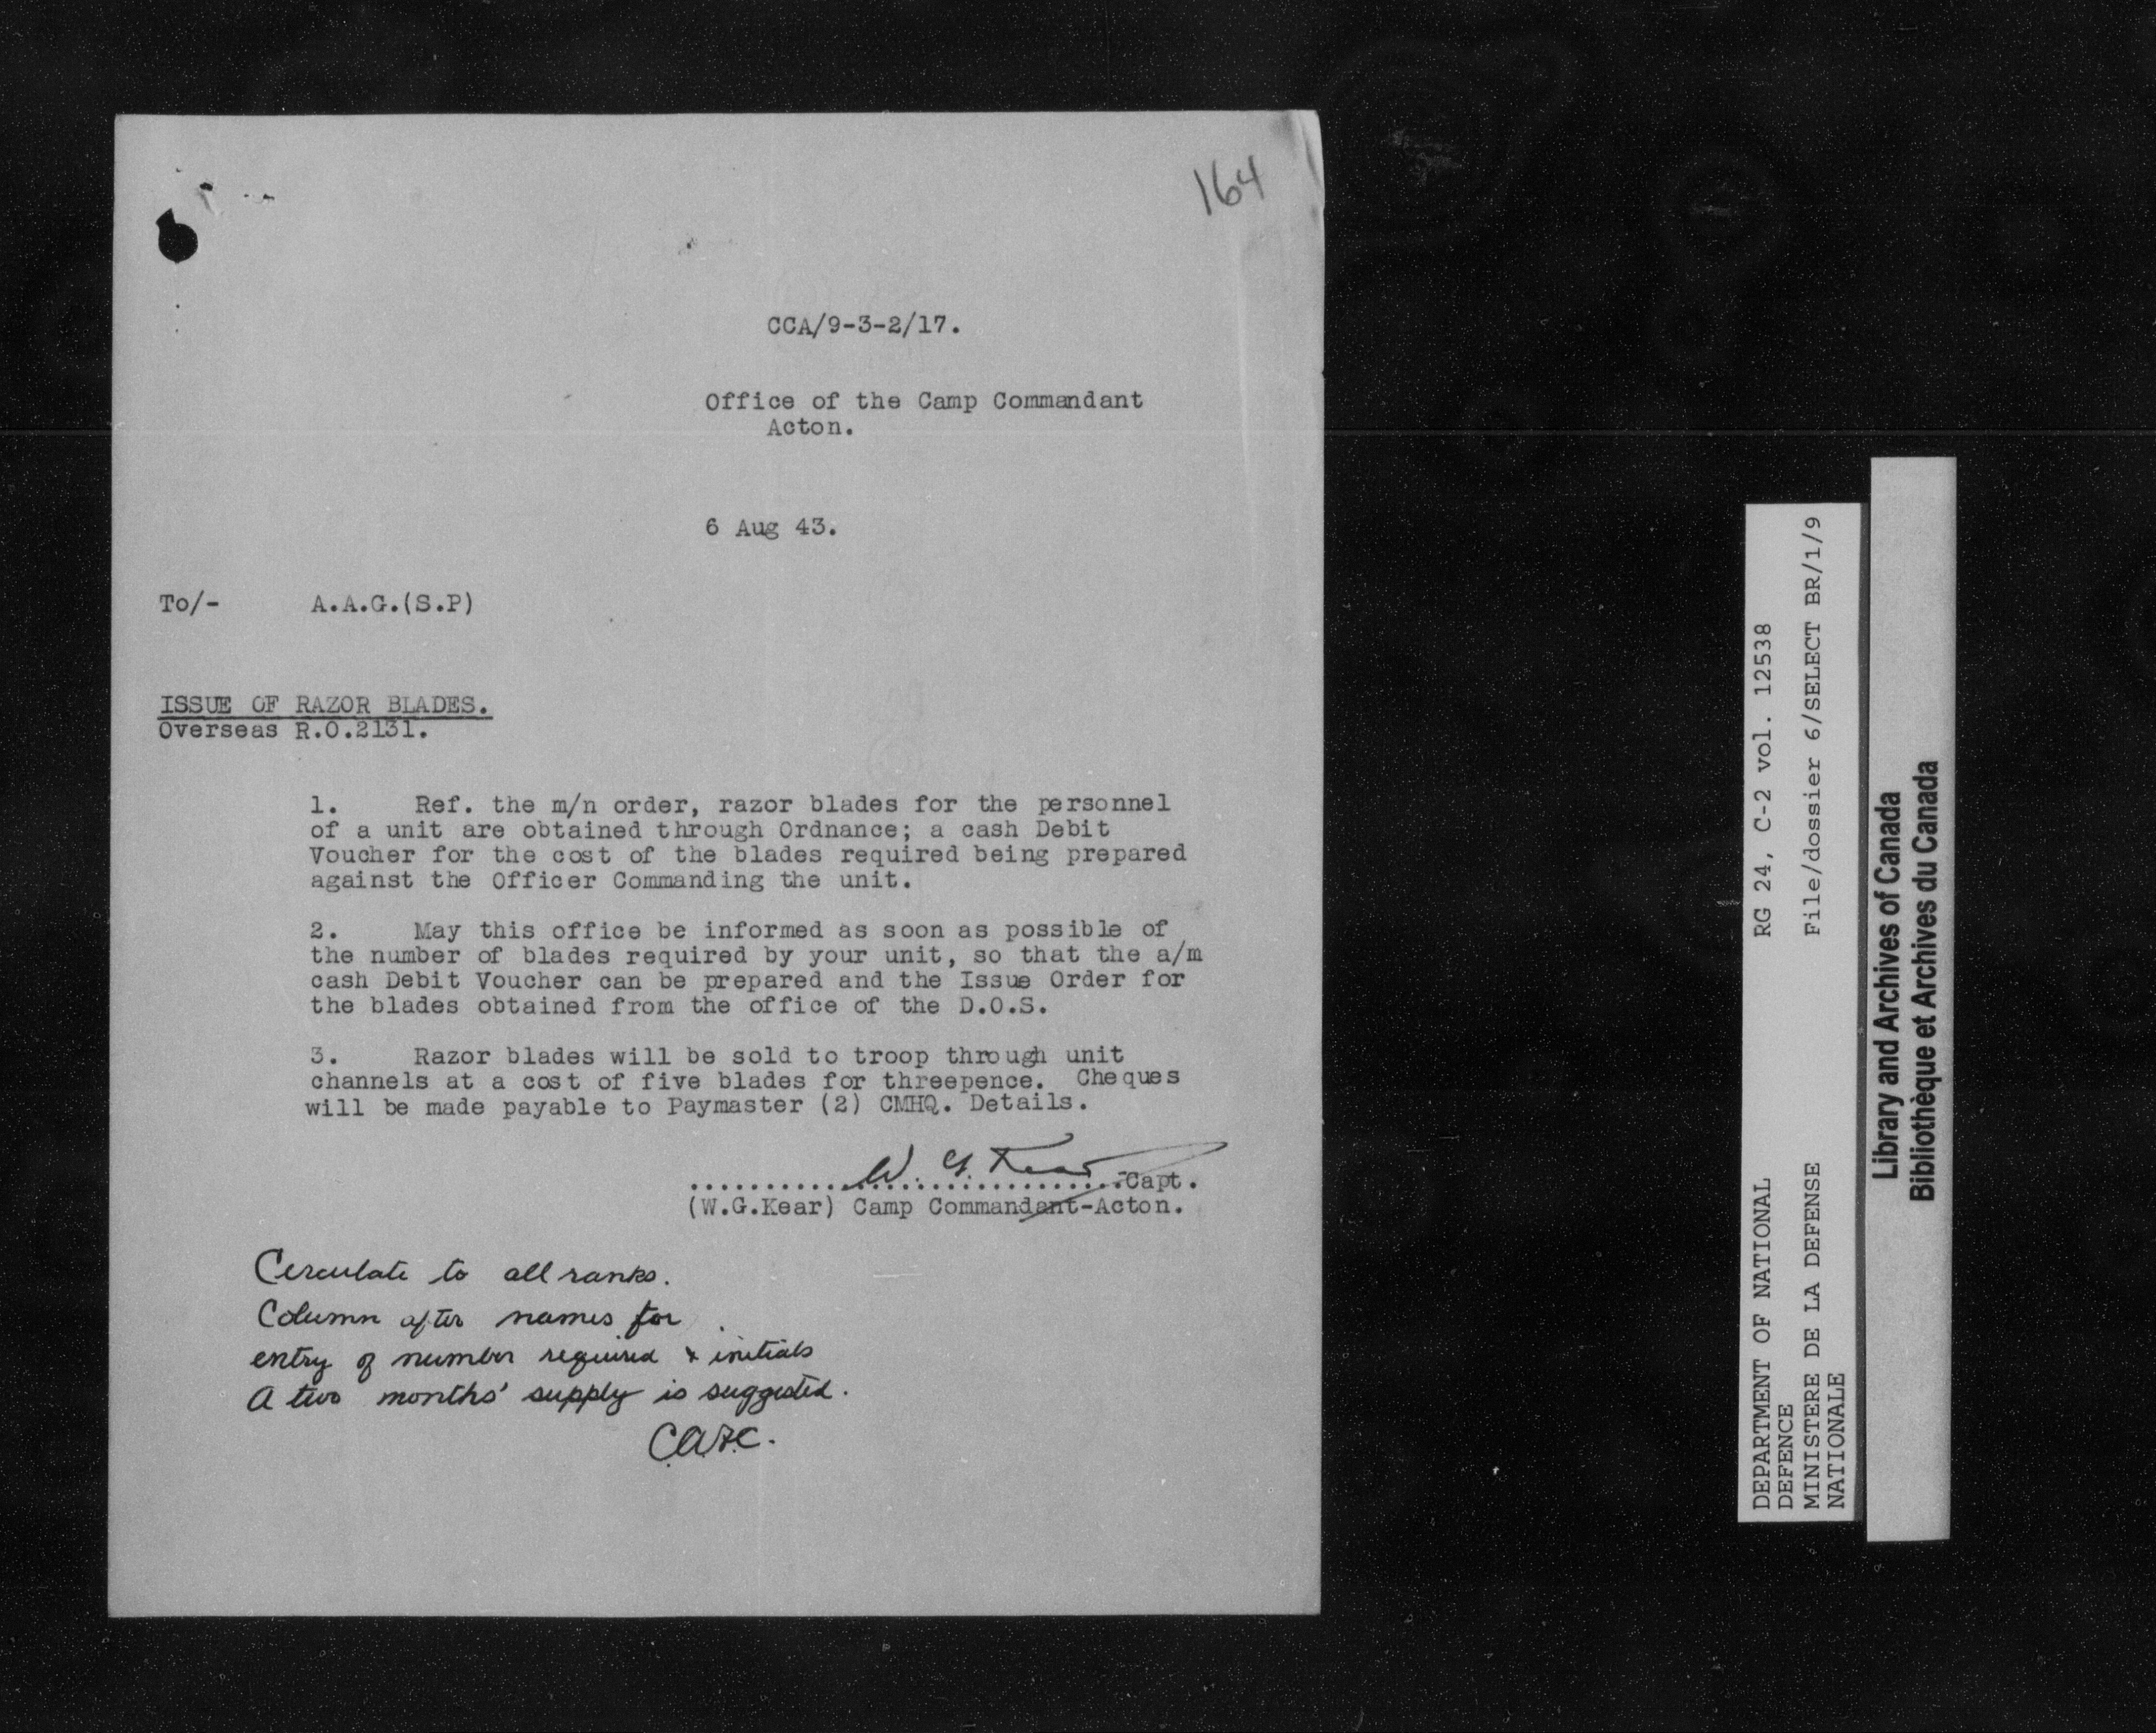 164
CCA/9-3-2/17.
Office of the Camp Commandant
Acton.
6 Aug 43.
To/- A.A.G.(S.P)
ISSUE OF RAZOR BLADES.
Overseas R.O.2131.
1. Ref. the m/n order, razor blades for the personnel
of a unit are obtained through Ordnance; a cash Debit
Voucher for the cost of the blades required being prepared
against the Officer Commanding the unit.
2. May this office be informed as soon as possible of
the number of blades required by your unit, so that the a/m
cash Debit Voucher can be prepared and the Issue Order for
the blades obtained from the office of the D.O.S.
3. Razor blades will be sold to troop through unit
channels at a cost of five blades for threepence. Cheques
will be made payable to Paymaster (2) CMHQ. Details.
W. G. Kear Capt.
(W.G.Kear) Camp Commandant-Acton.
Cerculate to all ranks.
Column after names for
entry of number required & initials
A two months' supply is suggested.
RG 24, C-2 vol. 12538
File/dossier 6/SELECT BR/1/9
DEPARTMENT OF NATIONAL
DEFENCE
MINISTERE DE LA DEFENSE
NATIONALE
Library and Archives of Canada
Bibliothèque et Archives du Canada